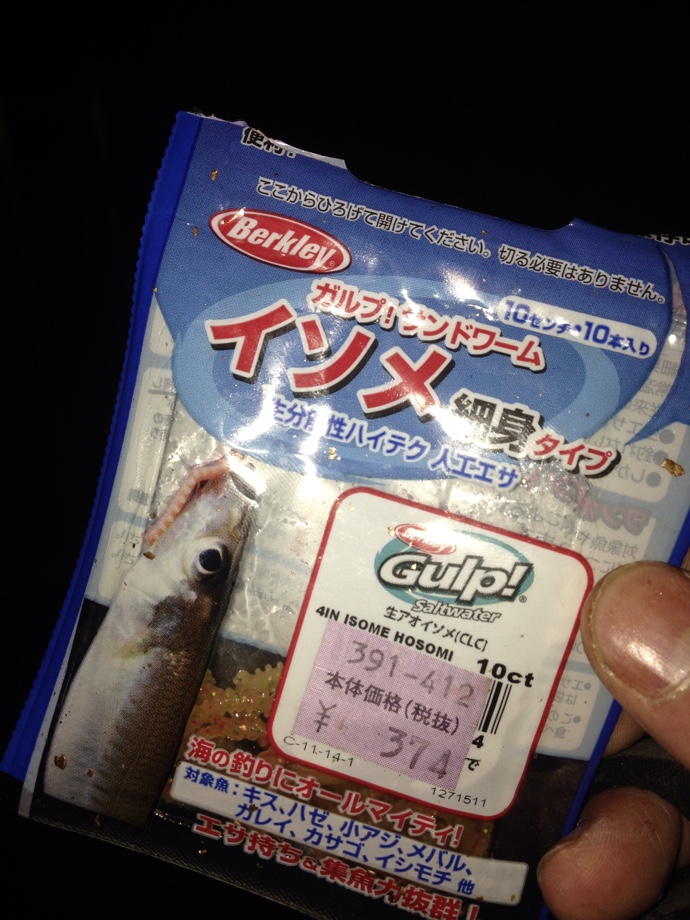 便利!
ここからひろげて開けてください。切る必要はありません。
Berkley
ガルプ!サンドワーム
10センチ・10本入り
イソメ 細身タイプ
生分解性ハイテク 人工エサ
Berkley
Gulp!
Saltwater
生アオイソメ(CLC)
4IN ISOME HOSOMI
10ct
391-412
本体価格(税抜)
¥ 374
4
で
C-11-14-1
1271511
海の釣りにオールマイティ!
対象魚:キス、ハゼ、小アジ、メバル、
カレイ、カサゴ、イシモチ 他
エサ持ち&集魚力抜群!